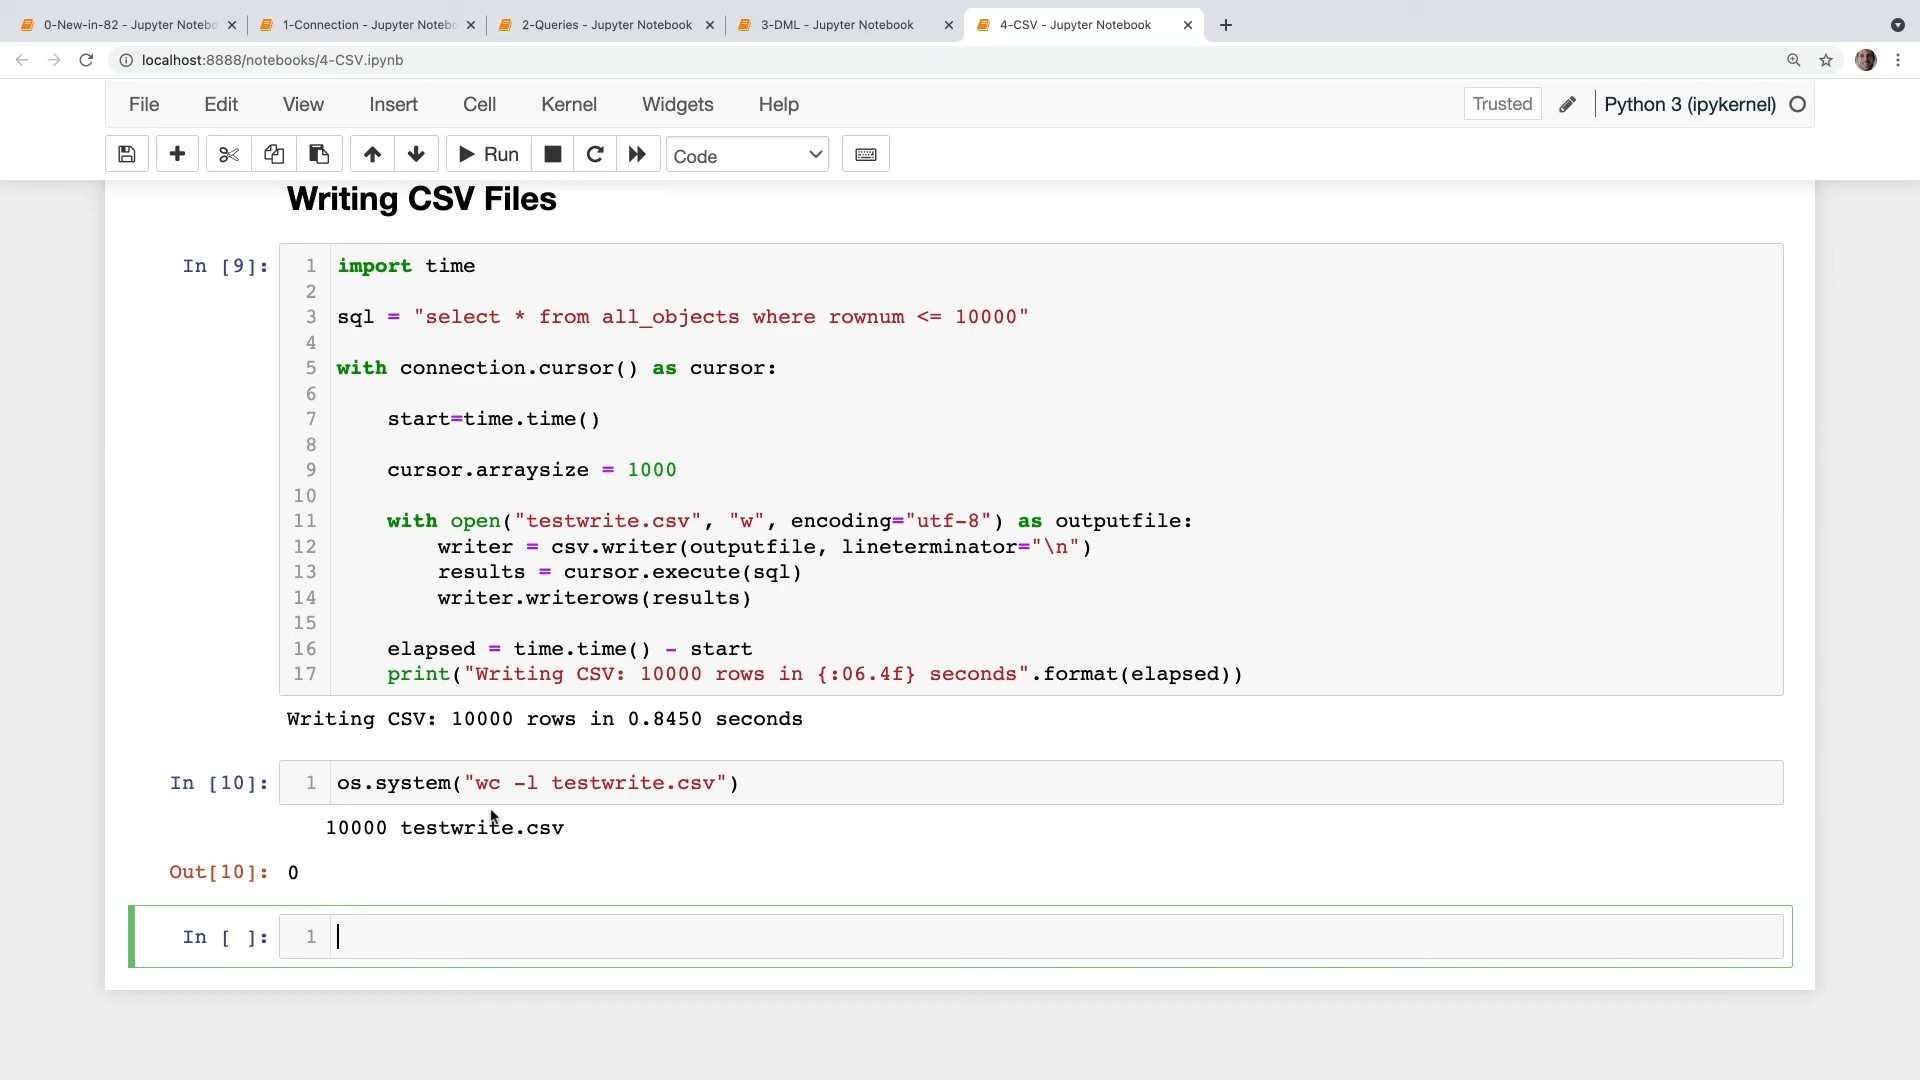 0-New-in-82 - Jupyter Notebo
1-Connection - Jupyter Notebo
2-Queries - Jupyter Notebook
3-DML - Jupyter Notebook
4-CSV - Jupyter Notebook
localhost:8888/notebooks/4-CSV.ipynb
File Edit View Insert Cell Kernel Widgets Help Trusted Python 3 (ipykernel)
Run Code
Writing CSV Files
In [9]:
1 import time
2
3 sql = "select * from all_objects where rownum <= 10000"
4
5 with connection.cursor() as cursor:
6
7     start=time.time()
8
9     cursor.arraysize = 1000
10
11     with open("testwrite.csv", "w", encoding="utf-8") as outputfile:
12         writer = csv.writer(outputfile, lineterminator="\n")
13         results = cursor.execute(sql)
14         writer.writerows(results)
15
16     elapsed = time.time() - start
17     print("Writing CSV: 10000 rows in {:06.4f} seconds".format(elapsed))
Writing CSV: 10000 rows in 0.8450 seconds
In [10]: 1 os.system("wc -l testwrite.csv")
10000 testwrite.csv
Out[10]: 0
In [ ]: 1